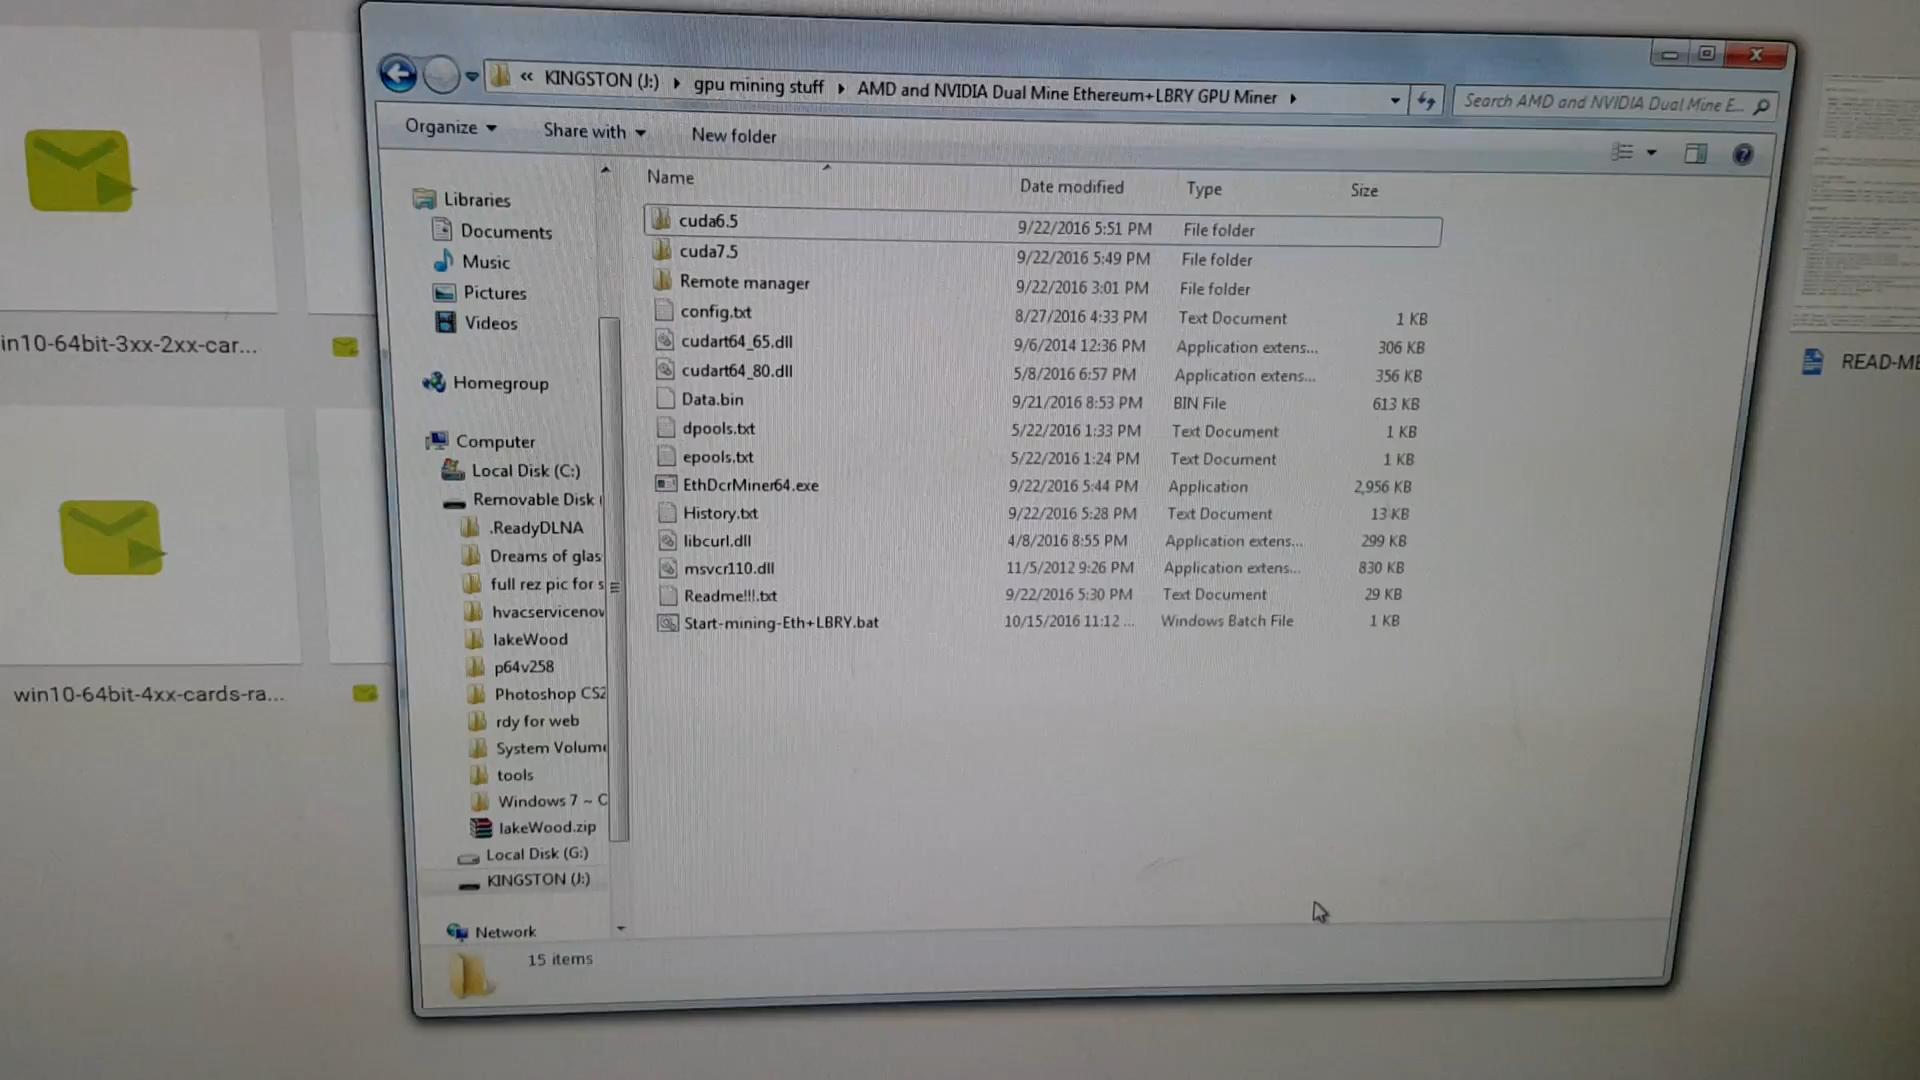 « KINGSTON (J:) ▸ gpu mining stuff ▸ AMD and NVIDIA Dual Mine Ethereum+LBRY GPU Miner ▸
Search AMD and NVIDIA Dual Mine E...
Organize Share with New folder
Name Date modified Type Size
cuda6.5 9/22/2016 5:51 PM File folder
cuda7.5 9/22/2016 5:49 PM File folder
Remote manager 9/22/2016 3:01 PM File folder
config.txt 8/27/2016 4:33 PM Text Document 1 KB
cudart64_65.dll 9/6/2014 12:36 PM Application extens... 306 KB
cudart64_80.dll 5/8/2016 6:57 PM Application extens... 356 KB
Data.bin 9/21/2016 8:53 PM BIN File 613 KB
dpools.txt 5/22/2016 1:33 PM Text Document 1 KB
epools.txt 5/22/2016 1:24 PM Text Document 1 KB
EthDcrMiner64.exe 9/22/2016 5:44 PM Application 2,956 KB
History.txt 9/22/2016 5:28 PM Text Document 13 KB
libcurl.dll 4/8/2016 8:55 PM Application extens... 299 KB
msvcr110.dll 11/5/2012 9:26 PM Application extens... 830 KB
Readme!!!.txt 9/22/2016 5:30 PM Text Document 29 KB
Start-mining-Eth+LBRY.bat 10/15/2016 11:12 ... Windows Batch File 1 KB
Libraries
Documents
Music
Pictures
Videos
Homegroup
Computer
Local Disk (C:)
Removable Disk (
.ReadyDLNA
Dreams of glas
full rez pic for s
hvacservicenov
lakeWood
p64v258
Photoshop CS2
rdy for web
System Volume
tools
Windows 7 ~ C
lakeWood.zip
Local Disk (G:)
KINGSTON (J:)
Network
15 items
in10-64bit-3xx-2xx-car...
win10-64bit-4xx-cards-ra...
READ-ME